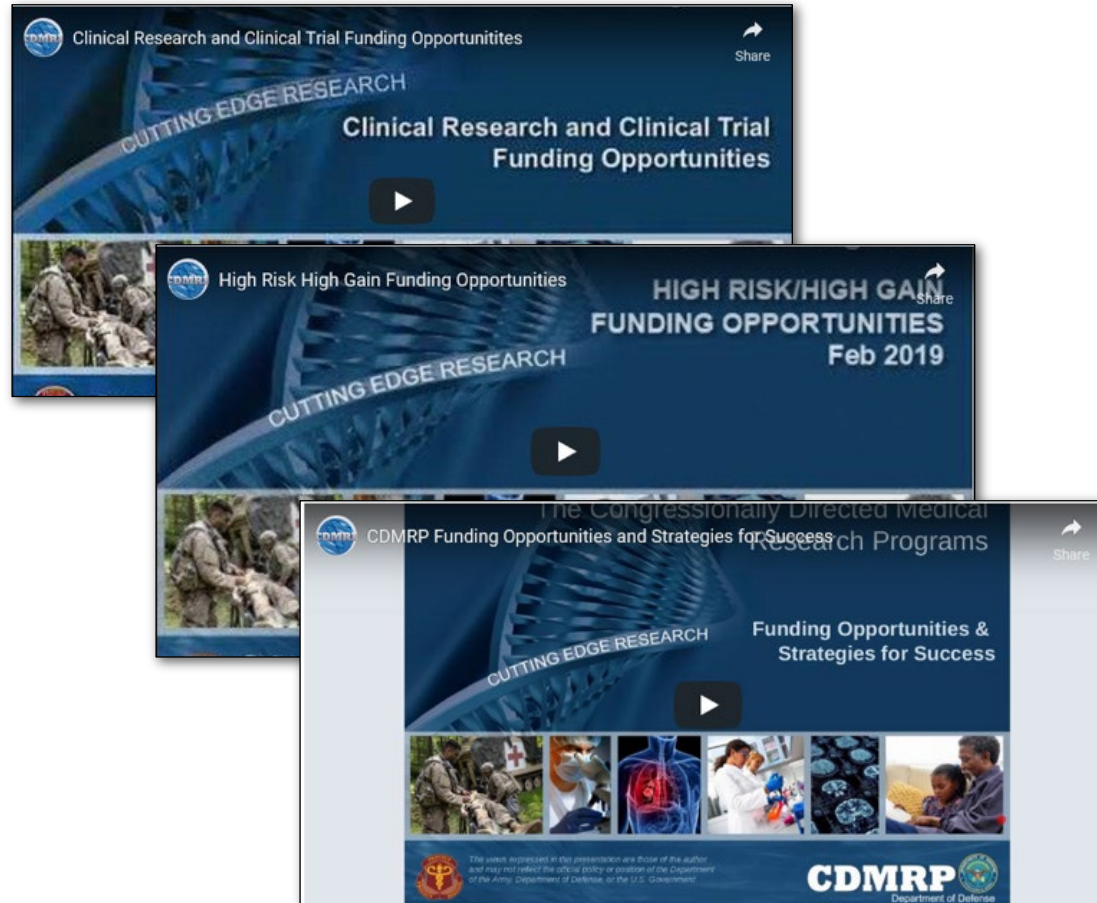 CDMRP
Clinical Research and Clinical Trial Funding Opportunitites
Share
CUTTING EDGE RESEARCH
Clinical Research and Clinical Trial
Funding Opportunities
CDMRP
High Risk High Gain Funding Opportunities
Share
HIGH RISK/HIGH GAIN
FUNDING OPPORTUNITIES
Feb 2019
CUTTING EDGE RESEARCH
CDMRP
CDMRP Funding Opportunities and Strategies for Success
Share
The Congressionally Directed Medical
Research Programs
CUTTING EDGE RESEARCH
Funding Opportunities &
Strategies for Success
The views expressed in this presentation are those of the author
and may not reflect the official policy or position of the Department
of the Army, Department of Defense, or the U.S. Government.
CDMRP
Department of Defense